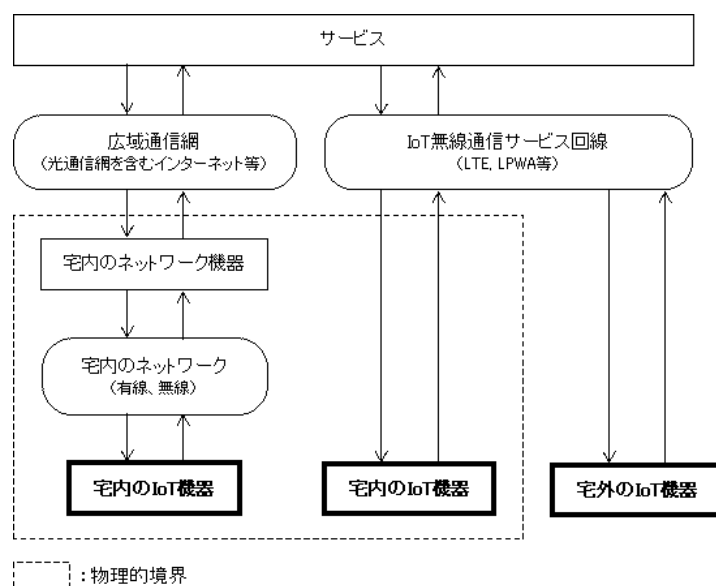 サービス
広域通信網
(光通信網を含むインターネット等)
IoT無線通信サービス回線
(LTE, LPWA等)
宅内のネットワーク機器
宅内のネットワーク
(有線、無線)
宅内のIoT機器
宅内のIoT機器
宅外のIoT機器
:物理的境界